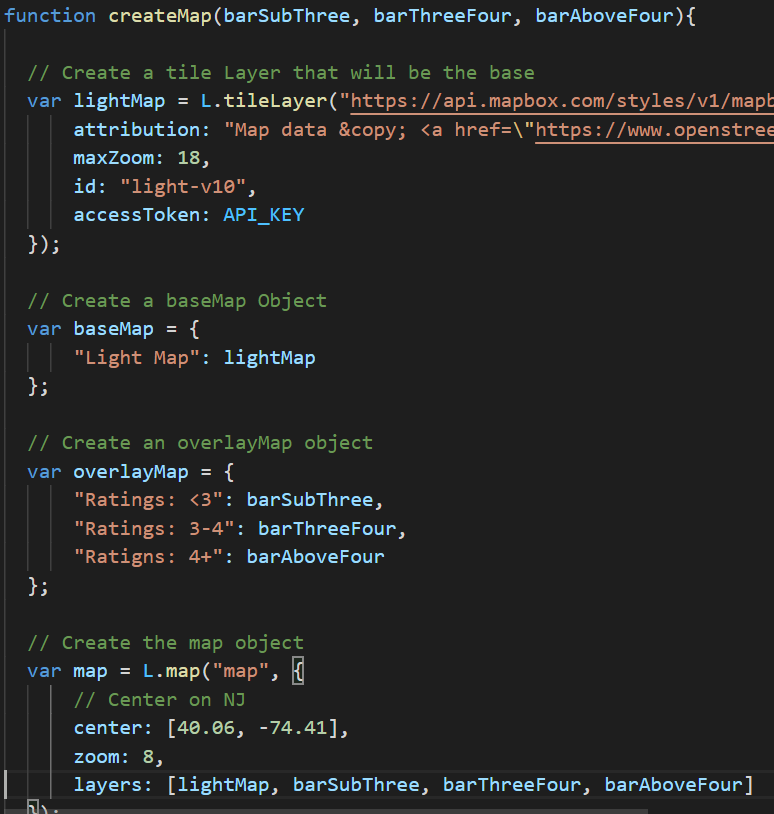 function createMap(barSubThree, barThreeFour, barAboveFour){
// Create a tile Layer that will be the base
var lightMap = L.tileLayer("https://api.mapbox.com/styles/v1/mapb
attribution: "Map data &copy; <a href=\"https://www.openstree
maxZoom: 18,
id: "light-v10",
accessToken: API_KEY
});
// Create a baseMap Object
var baseMap = {
"Light Map": lightMap
};
// Create an overlayMap object
var overlayMap = {
"Ratings: <3": barSubThree,
"Ratings: 3-4": barThreeFour,
"Ratigns: 4+": barAboveFour
};
// Create the map object
var map = L.map("map", {
// Center on NJ
center: [40.06, -74.41],
zoom: 8,
layers: [lightMap, barSubThree, barThreeFour, barAboveFour]
});